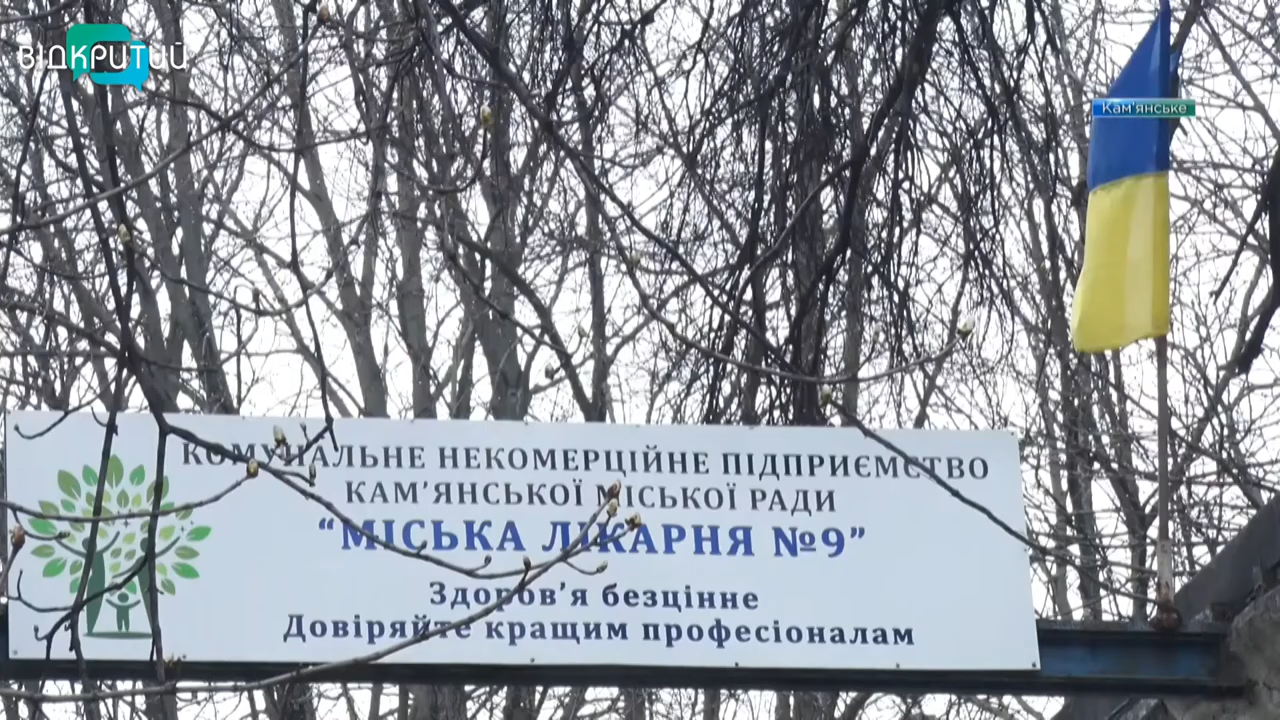 ВІДКРИТИЙ
Кам'янське
КОМУНАЛЬНЕ НЕКОМЕРЦІЙНЕ ПІДПРИЄМСТВО
КАМ'ЯНСЬКОЇ МІСЬКОЇ РАДИ
“МІСЬКА ЛІКАРНЯ №9”
Здоров'я безцінне
Довіряйте кращим професіоналам